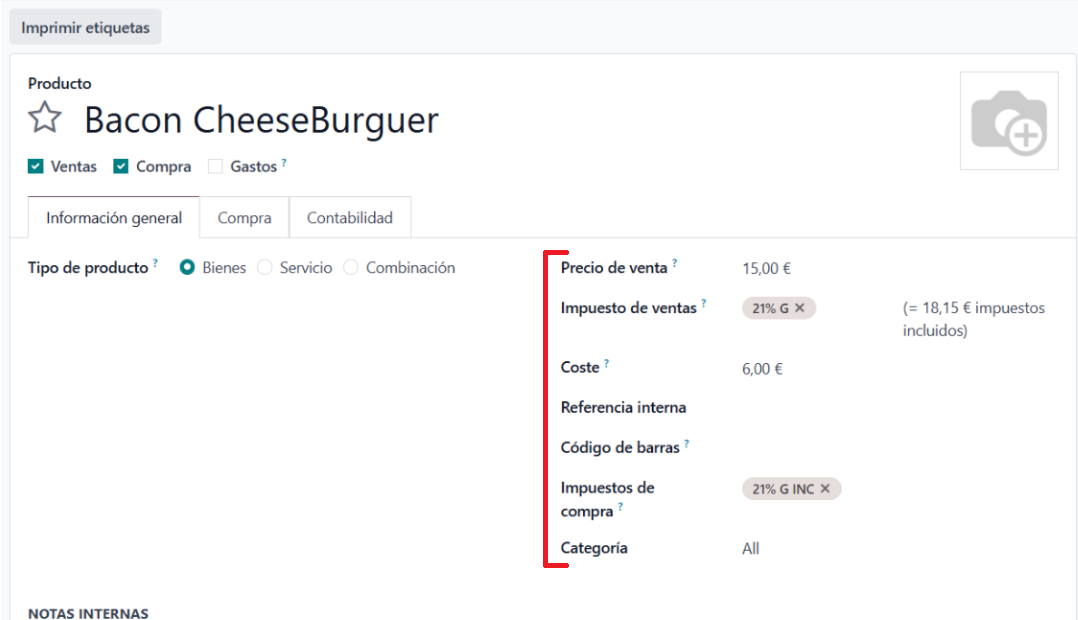 Imprimir etiquetas
Producto
Bacon CheeseBurguer
Ventas Compra Gastos ?
Información general Compra Contabilidad
Tipo de producto ? Bienes Servicio Combinación
Precio de venta ? 15,00 €
Impuesto de ventas ? 21% G ✕ (= 18,15 € impuestos
incluidos)
Coste ? 6,00 €
Referencia interna
Código de barras ?
Impuestos de
compra ? 21% G INC ✕
Categoría All
NOTAS INTERNAS